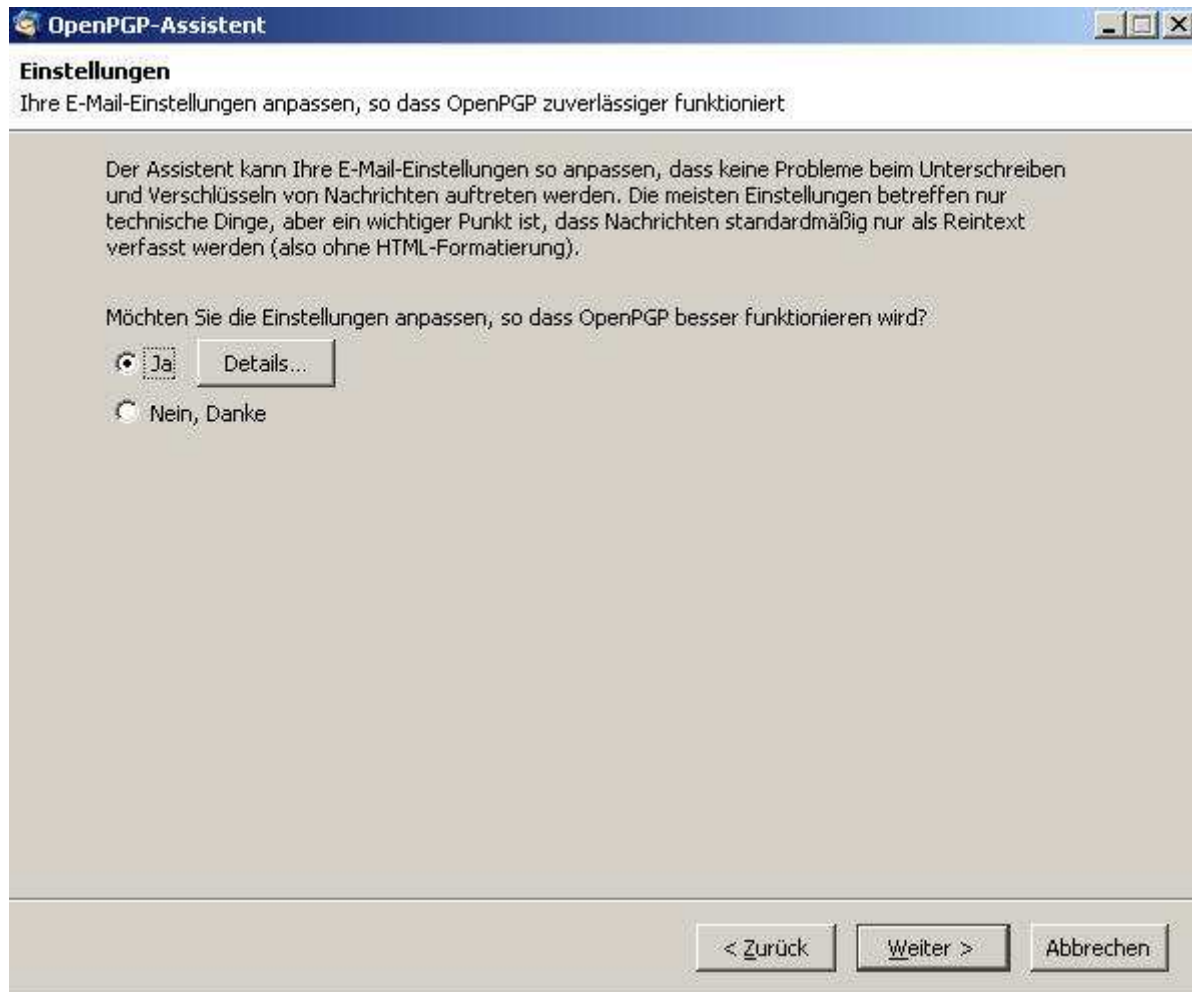 OpenPGP-Assistent
Einstellungen
Ihre E-Mail-Einstellungen anpassen, so dass OpenPGP zuverlässiger funktioniert
Der Assistent kann Ihre E-Mail-Einstellungen so anpassen, dass keine Probleme beim Unterschreiben
und Verschlüsseln von Nachrichten auftreten werden. Die meisten Einstellungen betreffen nur
technische Dinge, aber ein wichtiger Punkt ist, dass Nachrichten standardmäßig nur als Reintext
verfasst werden (also ohne HTML-Formatierung).
Möchten Sie die Einstellungen anpassen, so dass OpenPGP besser funktionieren wird?
Ja Details...
Nein, Danke
< Zurück Weiter > Abbrechen